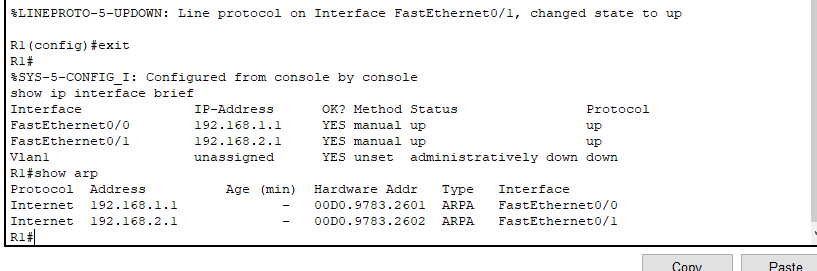 %LINEPROTO-5-UPDOWN: Line protocol on Interface FastEthernet0/1, changed state to up
R1(config)#exit
R1#
%SYS-5-CONFIG_I: Configured from console by console
show ip interface brief
Interface IP-Address OK? Method Status Protocol
FastEthernet0/0 192.168.1.1 YES manual up up
FastEthernet0/1 192.168.2.1 YES manual up up
Vlan1 unassigned YES unset administratively down down
R1#show arp
Protocol Address Age (min) Hardware Addr Type Interface
Internet 192.168.1.1 - 00D0.9783.2601 ARPA FastEthernet0/0
Internet 192.168.2.1 - 00D0.9783.2602 ARPA FastEthernet0/1
R1#
Copy Paste